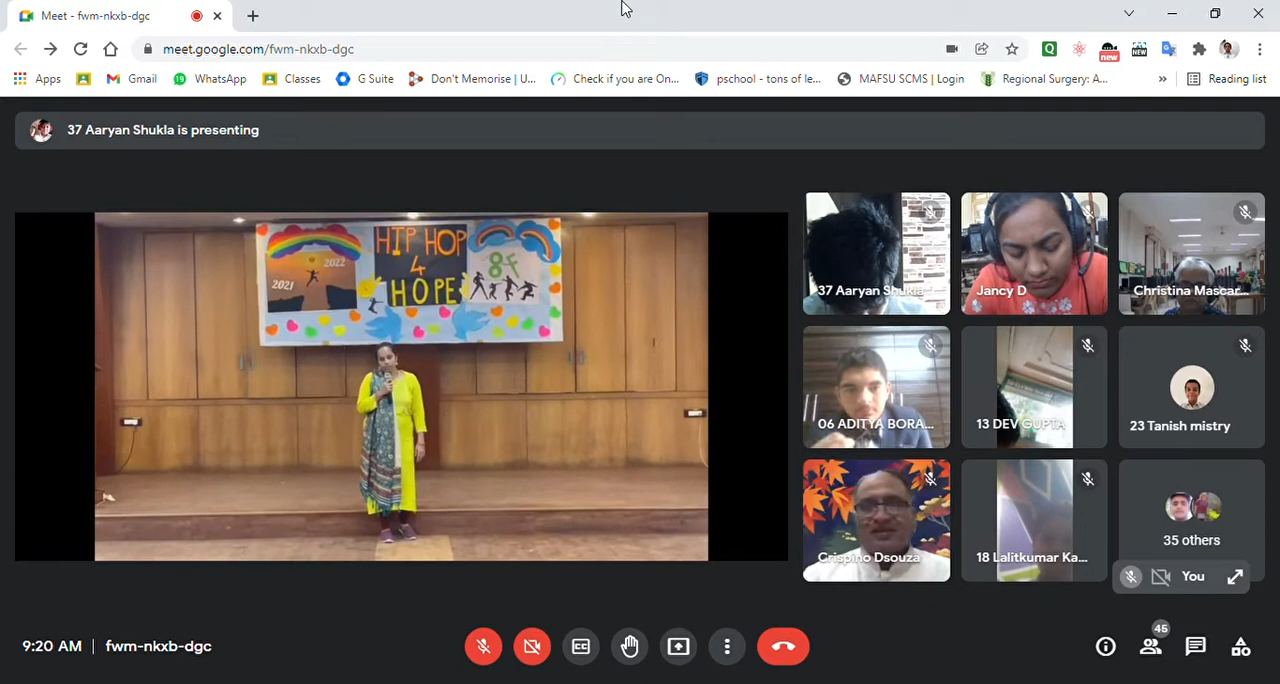 Meet - fwm-nkxb-dgc
meet.google.com/fwm-nkxb-dgc
Apps
Gmail
WhatsApp
Classes
G Suite
Don't Memorise | U...
Check if you are On...
pschool - tons of le...
MAFSU SCMS | Login
Regional Surgery: A...
»
Reading list
Q
new
NEW
37 Aaryan Shukla is presenting
HIP HOP
4
HOPE
2021
2022
8F
37 Aaryan Shukla
Jancy D
Christina Mascar...
06 ADITYA BORA...
13 DEV GUPTA
23 Tanish mistry
Crispino Dsouza
18 Lalitkumar Ka...
35 others
You
9:20 AM | fwm-nkxb-dgc
CC
45